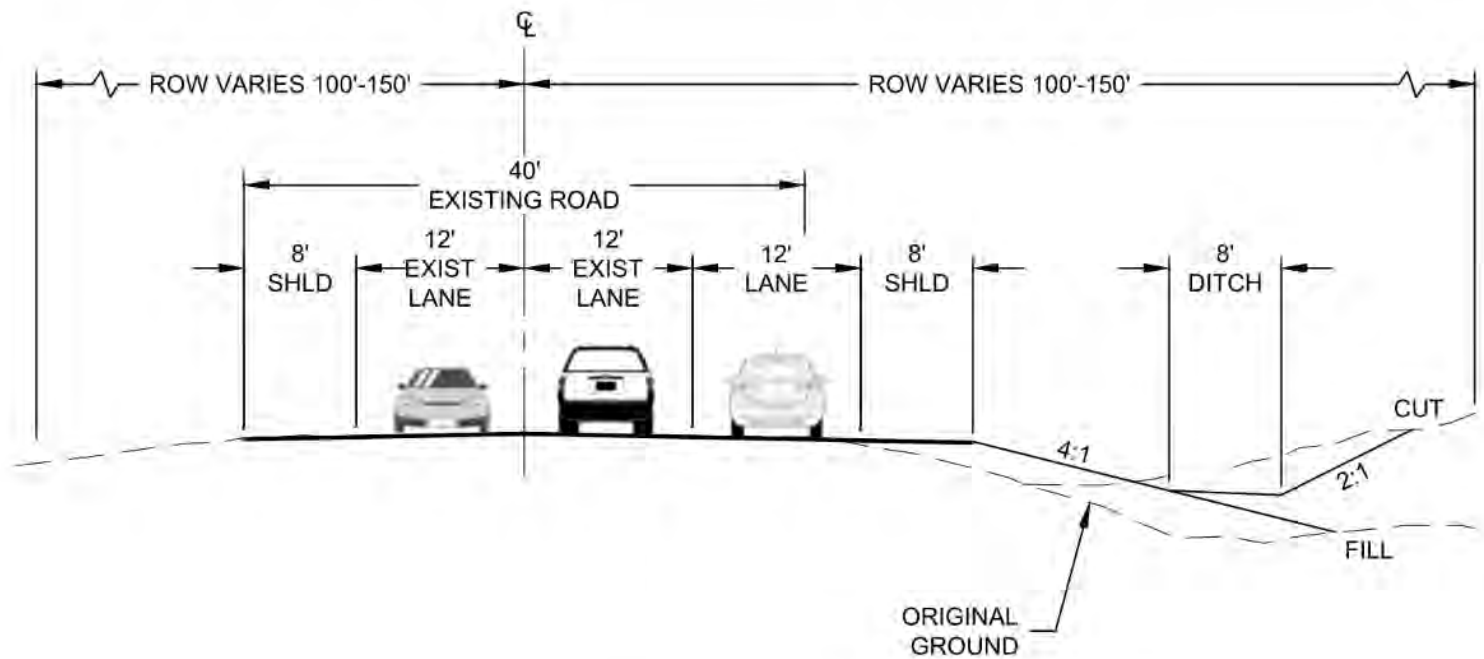 ℄
ROW VARIES 100'-150'
ROW VARIES 100'-150'
40'
EXISTING ROAD
8'
SHLD
12'
EXIST
LANE
12'
EXIST
LANE
12'
LANE
8'
SHLD
8'
DITCH
CUT
4:1
2:1
FILL
ORIGINAL
GROUND